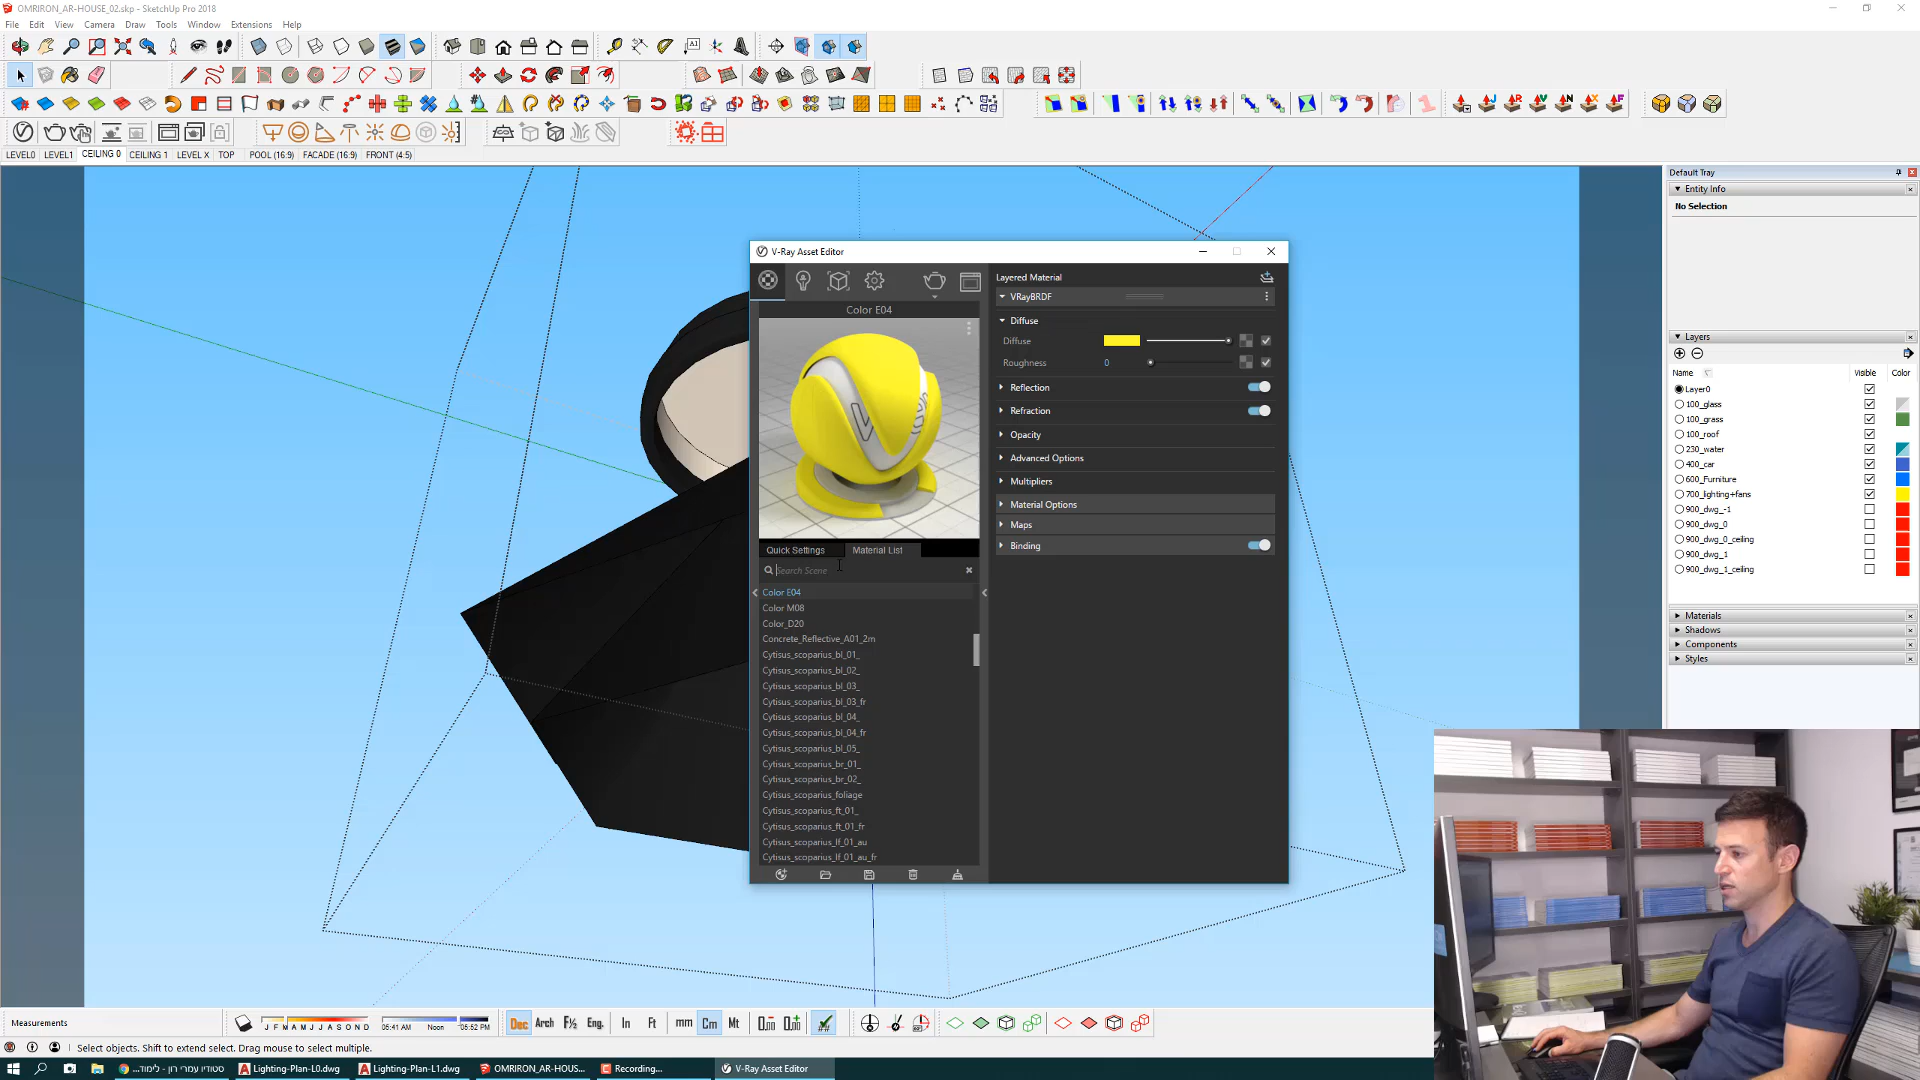 OMRIRON_AR-HOUSE_02.skp - SketchUp Pro 2018
File Edit View Camera Draw Tools Window Extensions Help
LEVEL0 LEVEL1 CEILING 0 CEILING 1 LEVEL X TOP POOL (16:9) FACADE (16:9) FRONT (4:5)
V-Ray Asset Editor
Color E04
Quick Settings Material List
Search Scene
Color E04
Color M08
Color_D20
Concrete_Reflective_A01_2m
Cytisus_scoparius_bl_01_
Cytisus_scoparius_bl_02_
Cytisus_scoparius_bl_03_
Cytisus_scoparius_bl_03_fr
Cytisus_scoparius_bl_04_
Cytisus_scoparius_bl_04_fr
Cytisus_scoparius_bl_05_
Cytisus_scoparius_br_01_
Cytisus_scoparius_br_02_
Cytisus_scoparius_foliage
Cytisus_scoparius_ft_01_
Cytisus_scoparius_ft_01_fr
Cytisus_scoparius_lf_01_au
Cytisus_scoparius_lf_01_au_fr
Layered Material
VRayBRDF
Diffuse
Diffuse
Roughness 0
Reflection
Refraction
Opacity
Advanced Options
Multipliers
Material Options
Maps
Binding
Default Tray
Entity Info
No Selection
Layers
Name Visible Color
Layer0
100_glass
100_grass
100_roof
230_water
400_car
600_Furniture
700_lighting+fans
900_dwg_-1
900_dwg_0
900_dwg_0_ceiling
900_dwg_1
900_dwg_1_ceiling
Materials
Shadows
Components
Styles
Measurements
J F M A M J J A S O N D 05:41 AM Noon 05:52 PM Dec Arch F½ Eng. In Ft mm Cm Mt
Select objects. Shift to extend select. Drag mouse to select multiple.
סטודיו עמרי רון - לימוד... Lighting-Plan-L0.dwg Lighting-Plan-L1.dwg OMRIRON_AR-HOUS... Recording... V-Ray Asset Editor